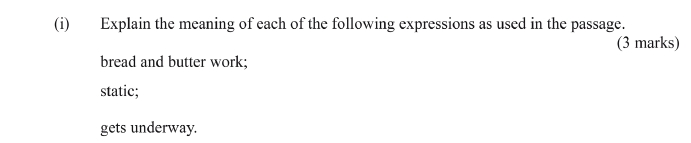 (i) Explain the meaning of each of the following expressions as used in the passage.
(3 marks)
bread and butter work;
static;
gets underway.